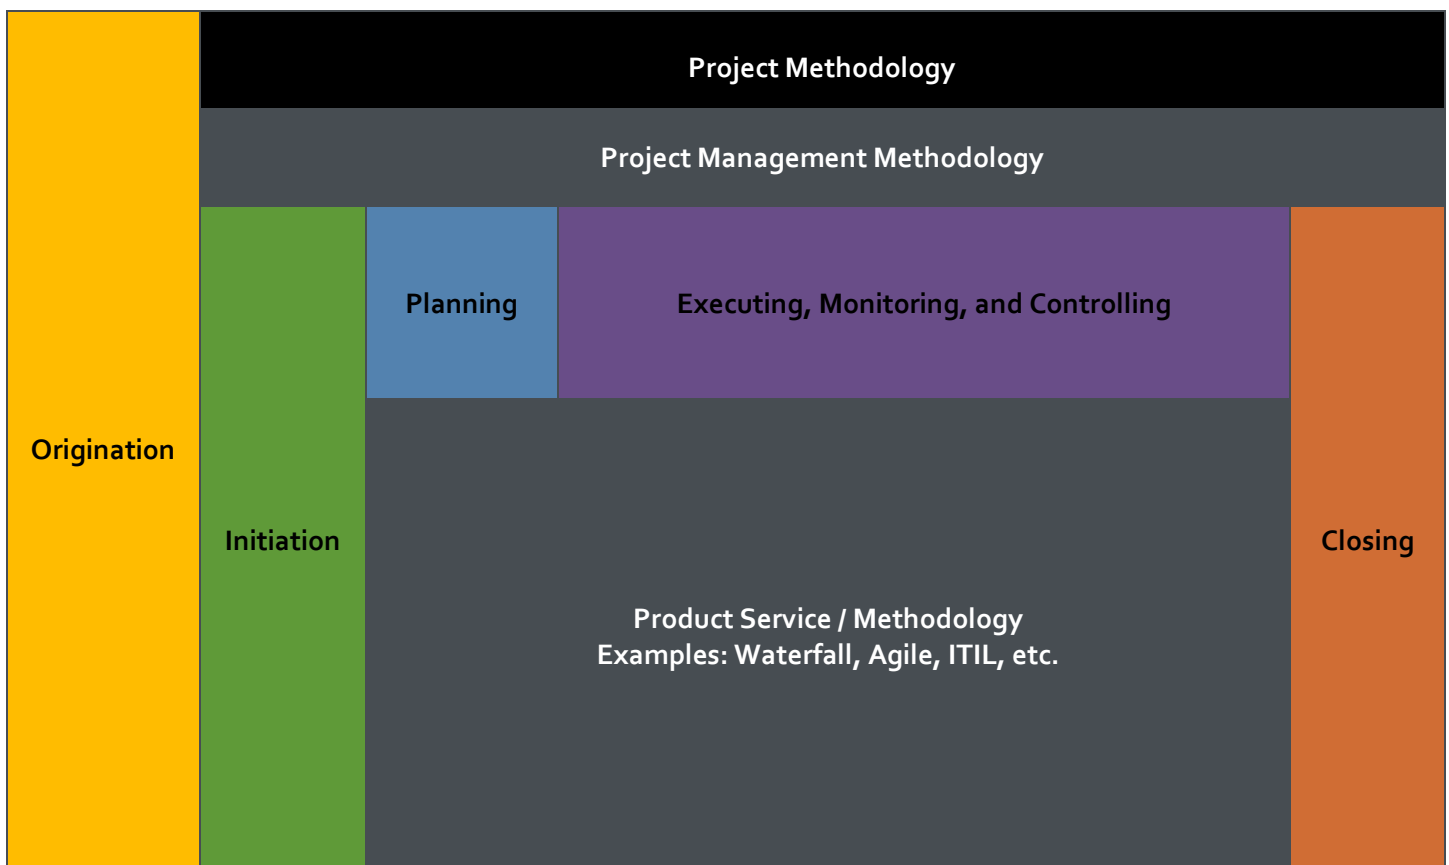 Project Methodology
Project Management Methodology
Planning
Executing, Monitoring, and Controlling
Origination
Initiation
Closing
Product Service / Methodology
Examples: Waterfall, Agile, ITIL, etc.